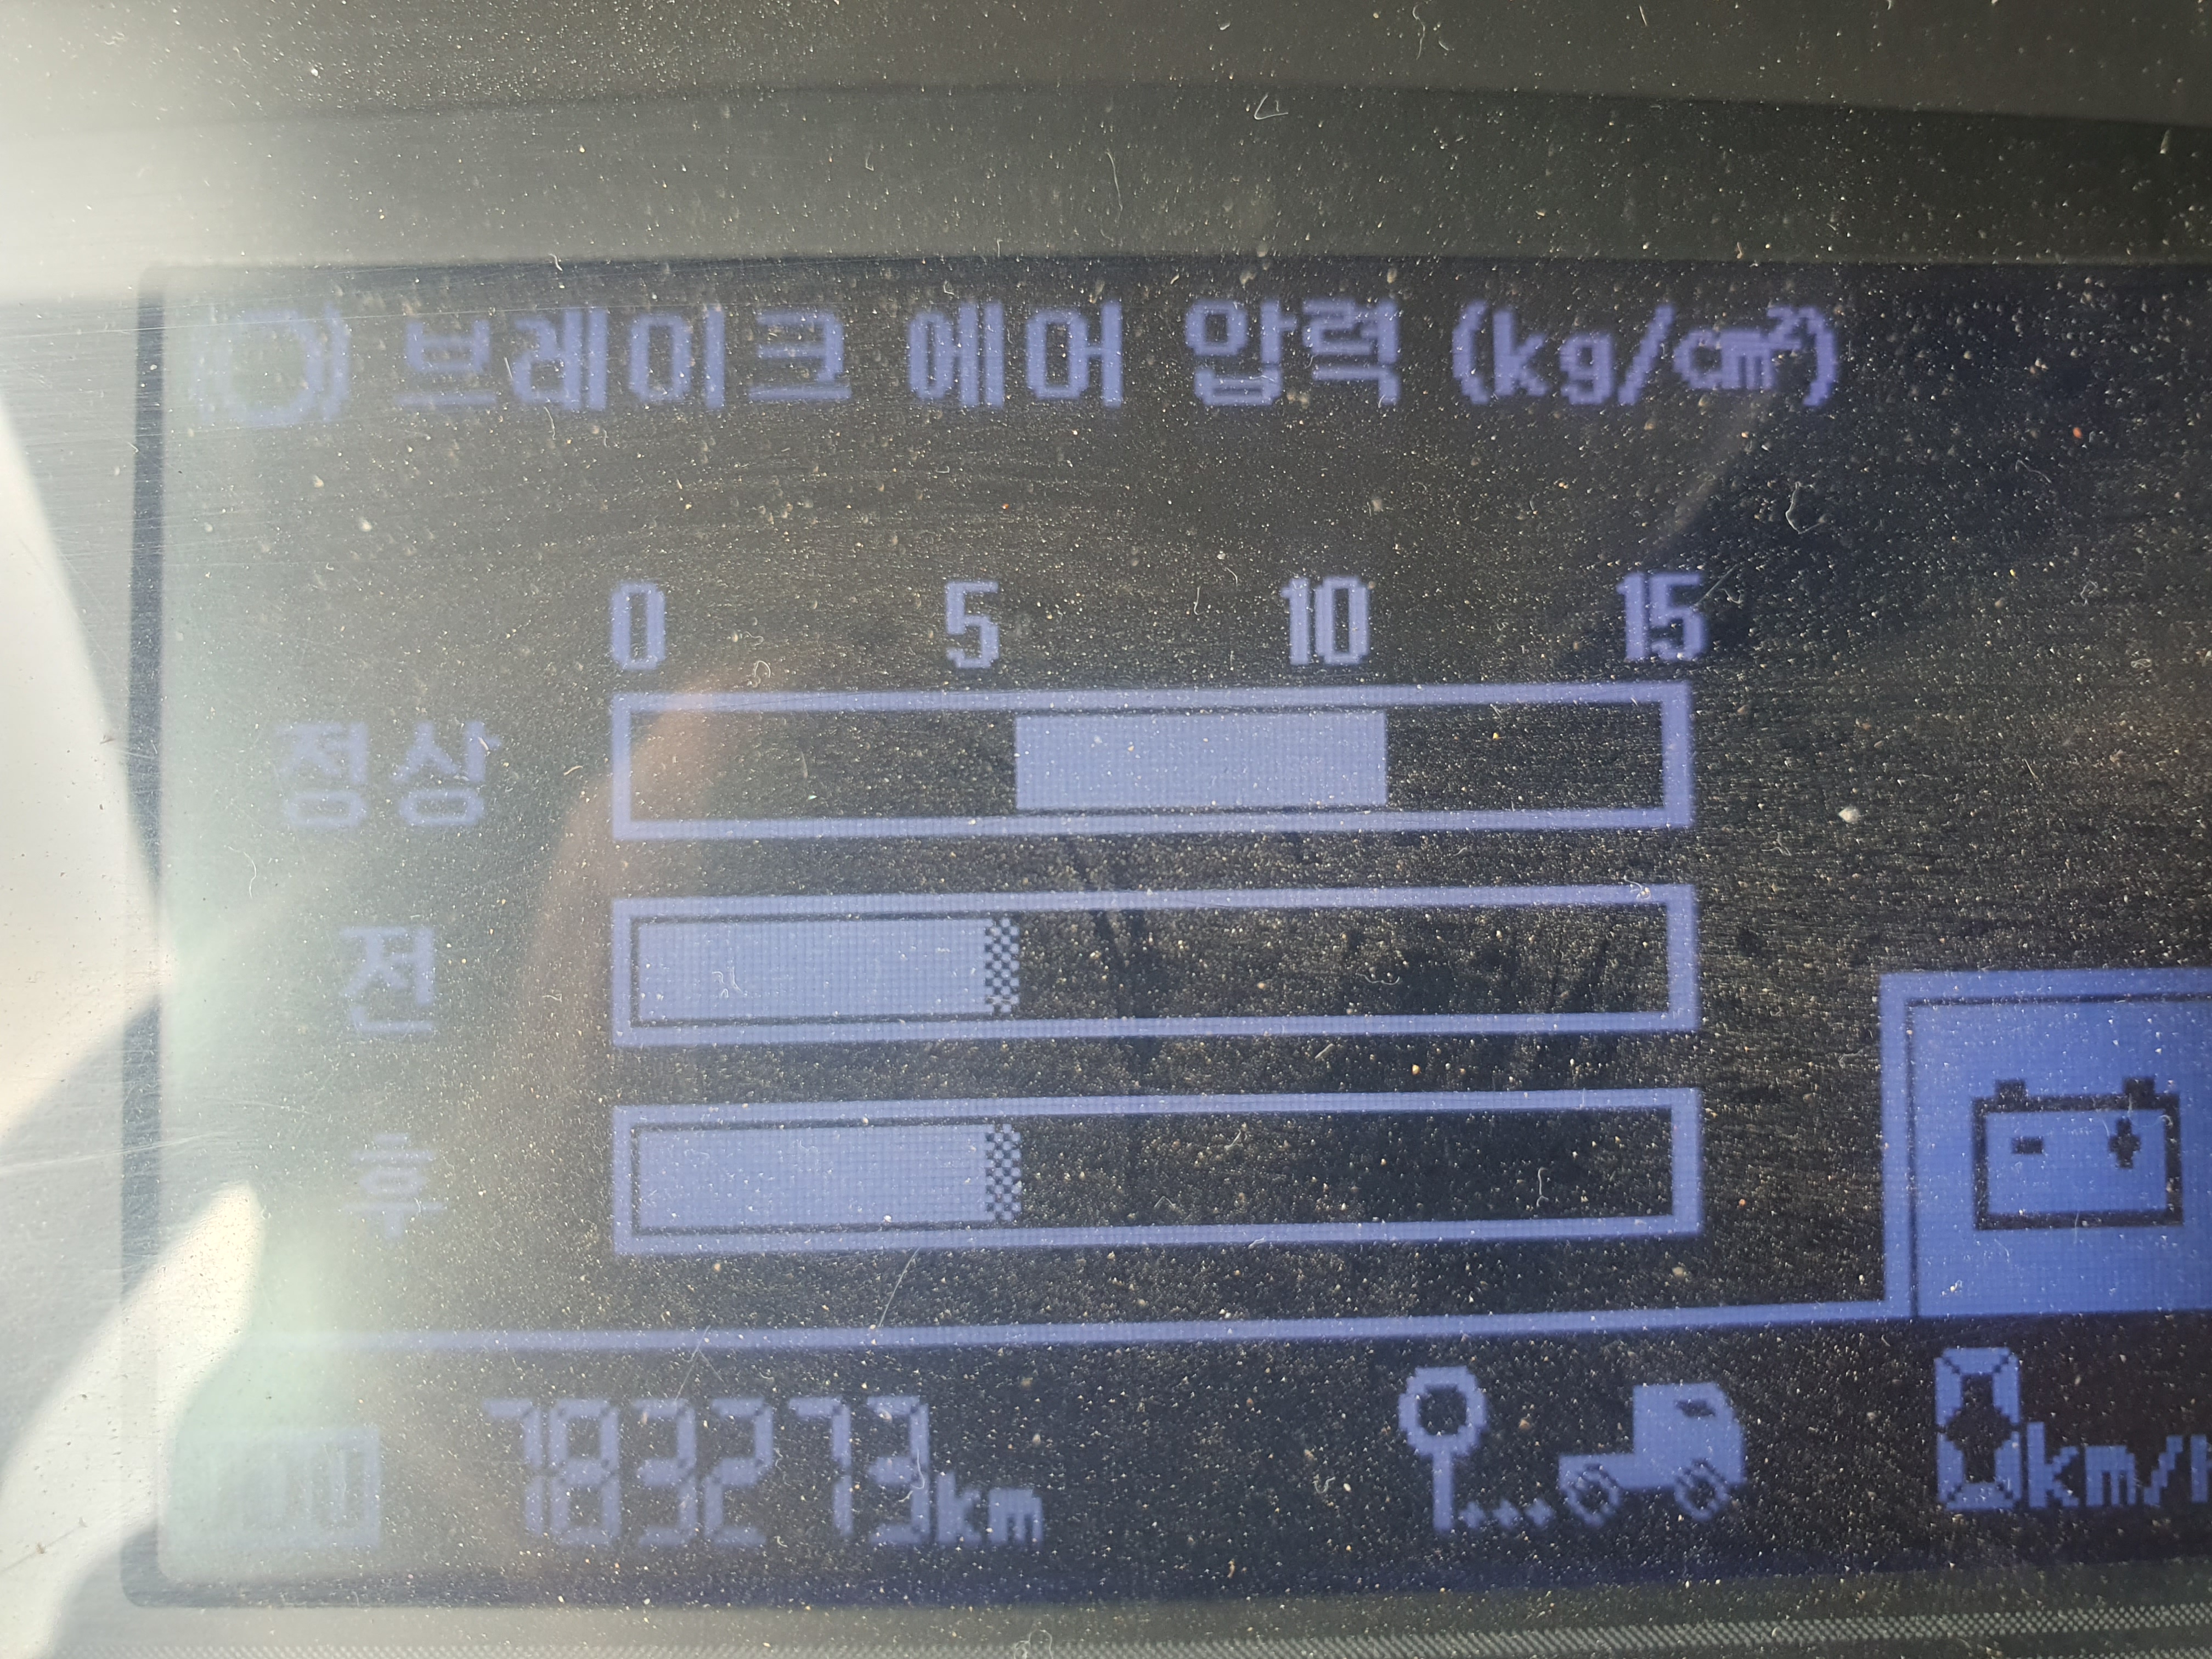 브레이크 에어 압력 (kg/cm²)
0 5 10 15
정상
전
후
783273km
0km/h